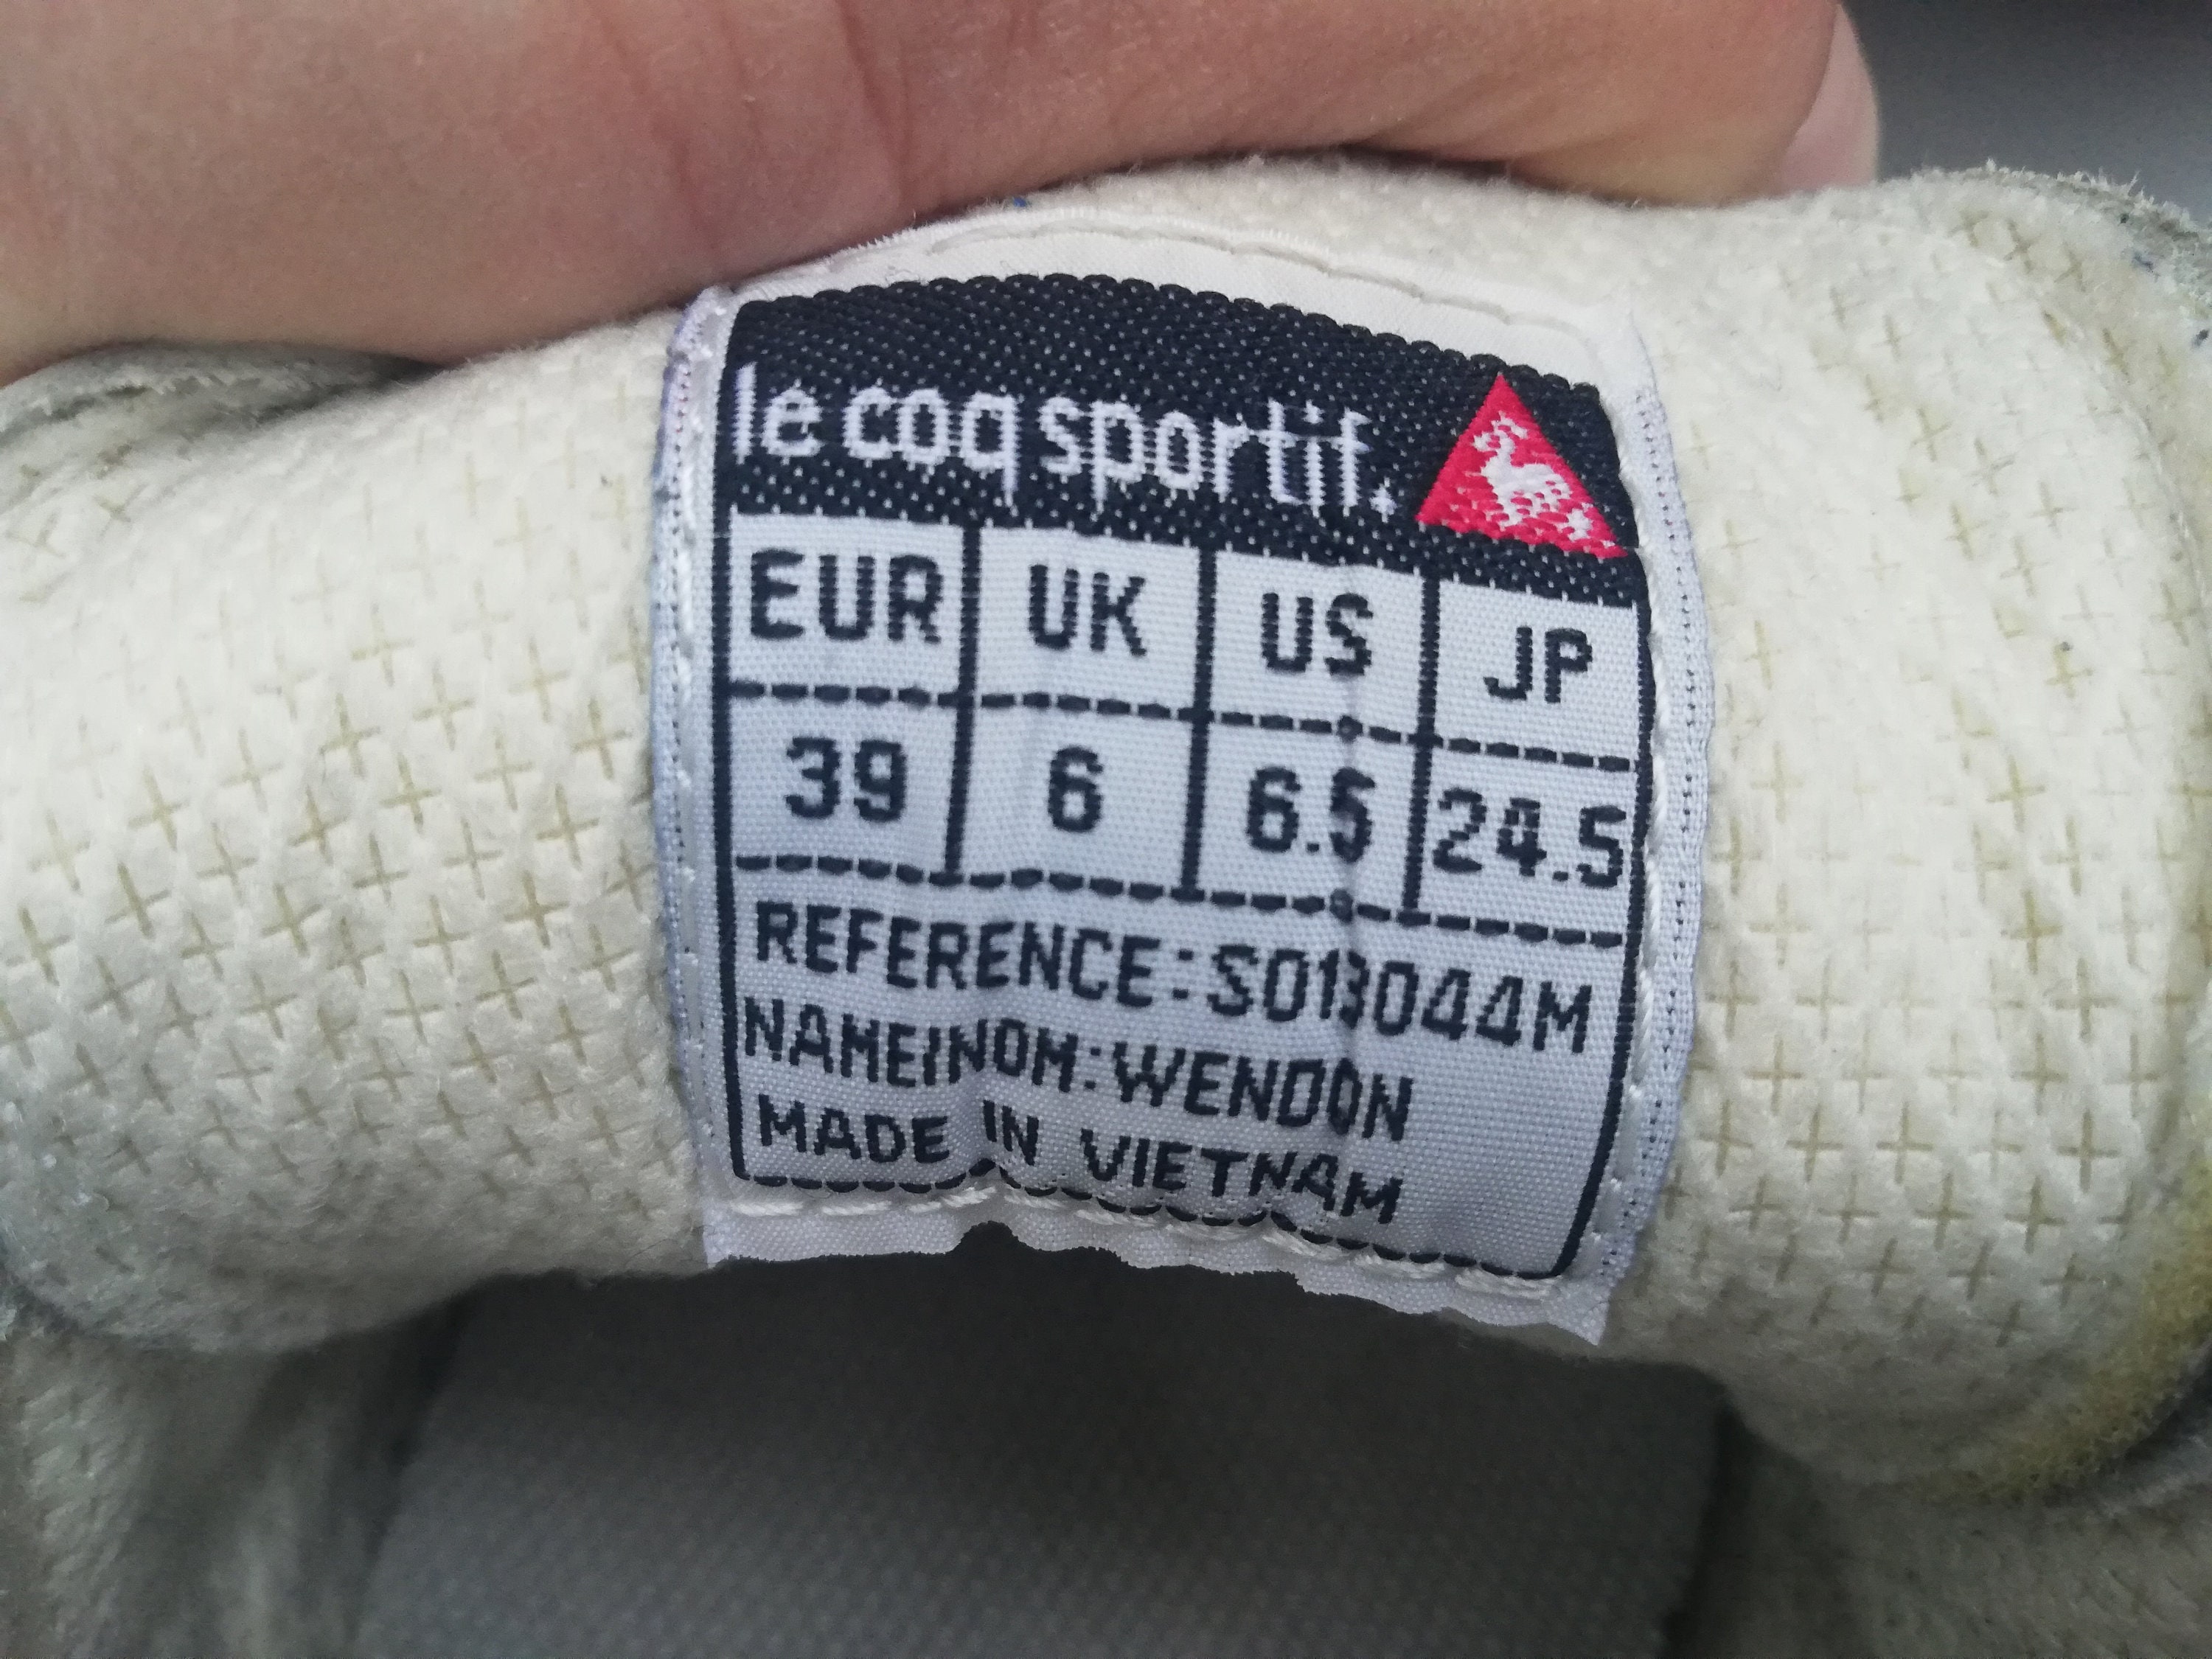 le coq sportif
EUR UK US JP
39 6 6.5 24.5
REFERENCE:S013044M
NAME/NOM:WENDON
MADE IN VIETNAM